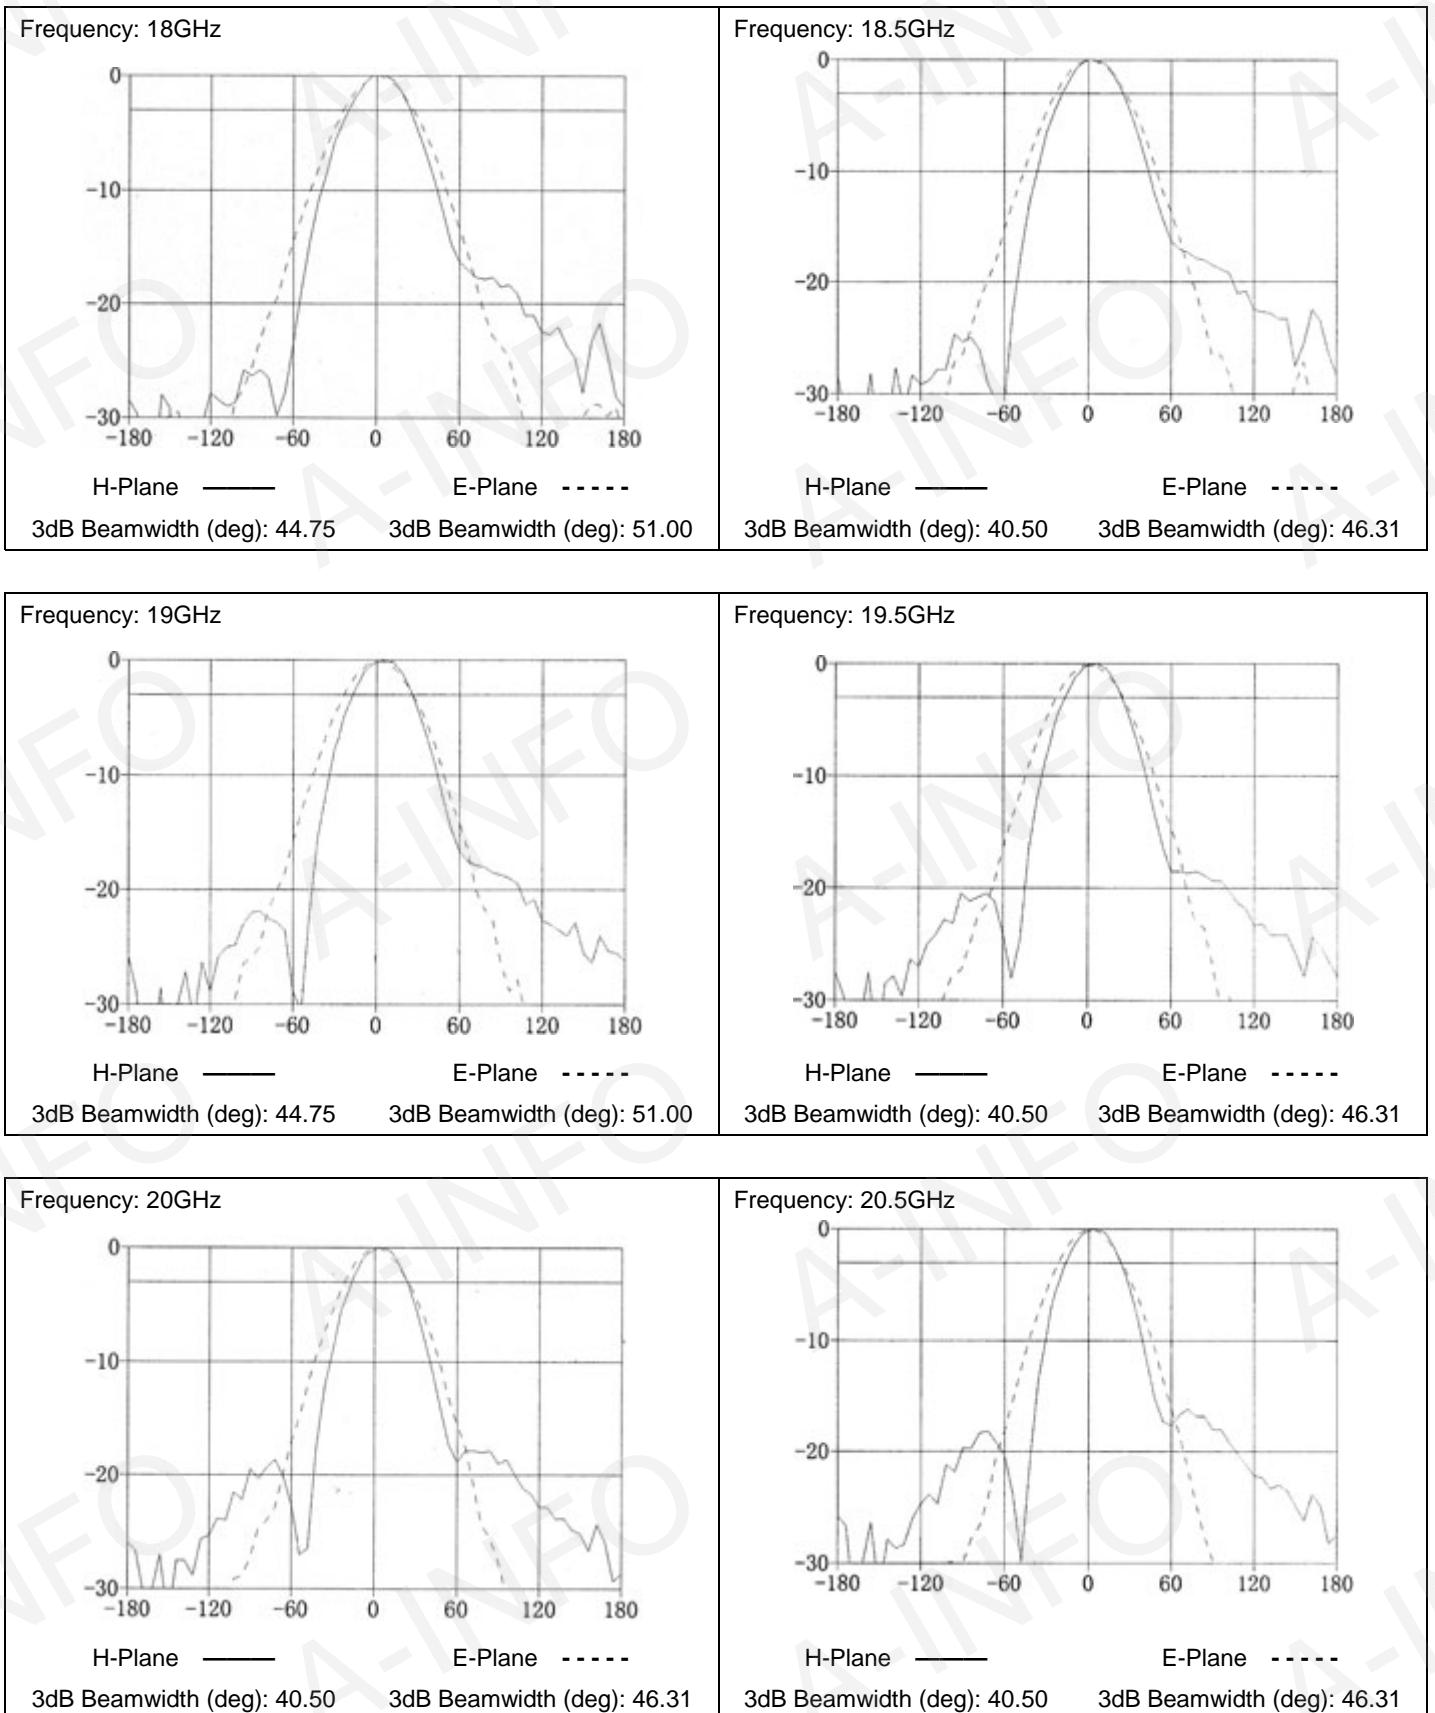 Frequency: 18GHz
0
-10
-20
-30
-180 -120 -60 0 60 120 180
H-Plane E-Plane
3dB Beamwidth (deg): 44.75 3dB Beamwidth (deg): 51.00
Frequency: 18.5GHz
0
-10
-20
-30
-180 -120 -60 0 60 120 180
H-Plane E-Plane
3dB Beamwidth (deg): 40.50 3dB Beamwidth (deg): 46.31
Frequency: 19GHz
0
-10
-20
-30
-180 -120 -60 0 60 120 180
H-Plane E-Plane
3dB Beamwidth (deg): 44.75 3dB Beamwidth (deg): 51.00
Frequency: 19.5GHz
0
-10
-20
-30
-180 -120 -60 0 60 120 180
H-Plane E-Plane
3dB Beamwidth (deg): 40.50 3dB Beamwidth (deg): 46.31
Frequency: 20GHz
0
-10
-20
-30
-180 -120 -60 0 60 120 180
H-Plane E-Plane
3dB Beamwidth (deg): 40.50 3dB Beamwidth (deg): 46.31
Frequency: 20.5GHz
0
-10
-20
-30
-180 -120 -60 0 60 120 180
H-Plane E-Plane
3dB Beamwidth (deg): 40.50 3dB Beamwidth (deg): 46.31
A-INFO